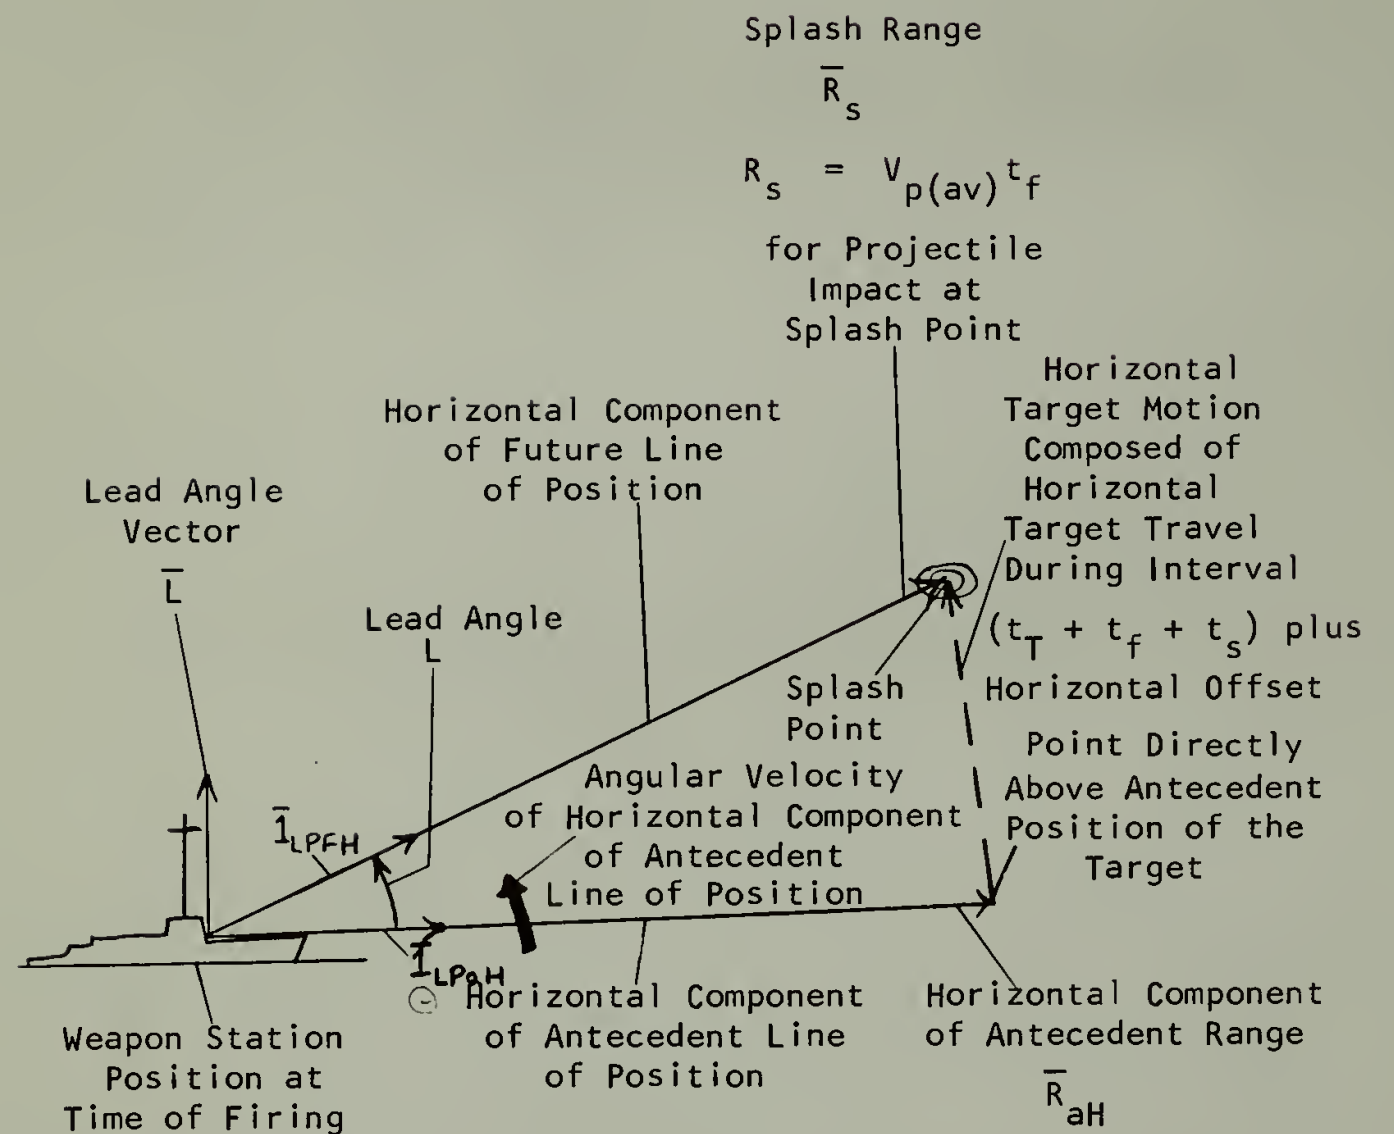 Splash Range
R̅s
Rs = Vp(av)tf
for Projectile
Impact at
Splash Point
Horizontal
Target Motion
Composed of
Horizontal
Target Travel
During Interval
(tT + tf + ts) plus
Horizontal Offset
Horizontal Component
of Future Line
of Position
Lead Angle
Vector
L̅
Lead Angle
L
Splash
Point
Point Directly
Above Antecedent
Position of the
Target
Angular Velocity
of Horizontal Component
of Antecedent
Line of Position
1̅LPFH
1̅LPaH
Horizontal Component
of Antecedent Line
of Position
Horizontal Component
of Antecedent Range
R̅aH
Weapon Station
Position at
Time of Firing